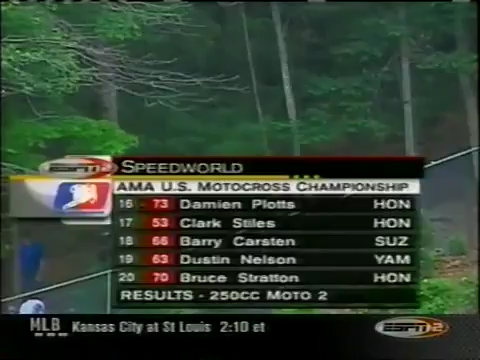 ESPN2 SPEEDWORLD
AMA U.S. MOTOCROSS CHAMPIONSHIP
16 73 Damien Plotts HON
17 53 Clark Stiles HON
18 66 Barry Carsten SUZ
19 63 Dustin Nelson YAM
20 70 Bruce Stratton HON
RESULTS - 250CC MOTO 2
MLB Kansas City at St Louis 2:10 et ESPN2